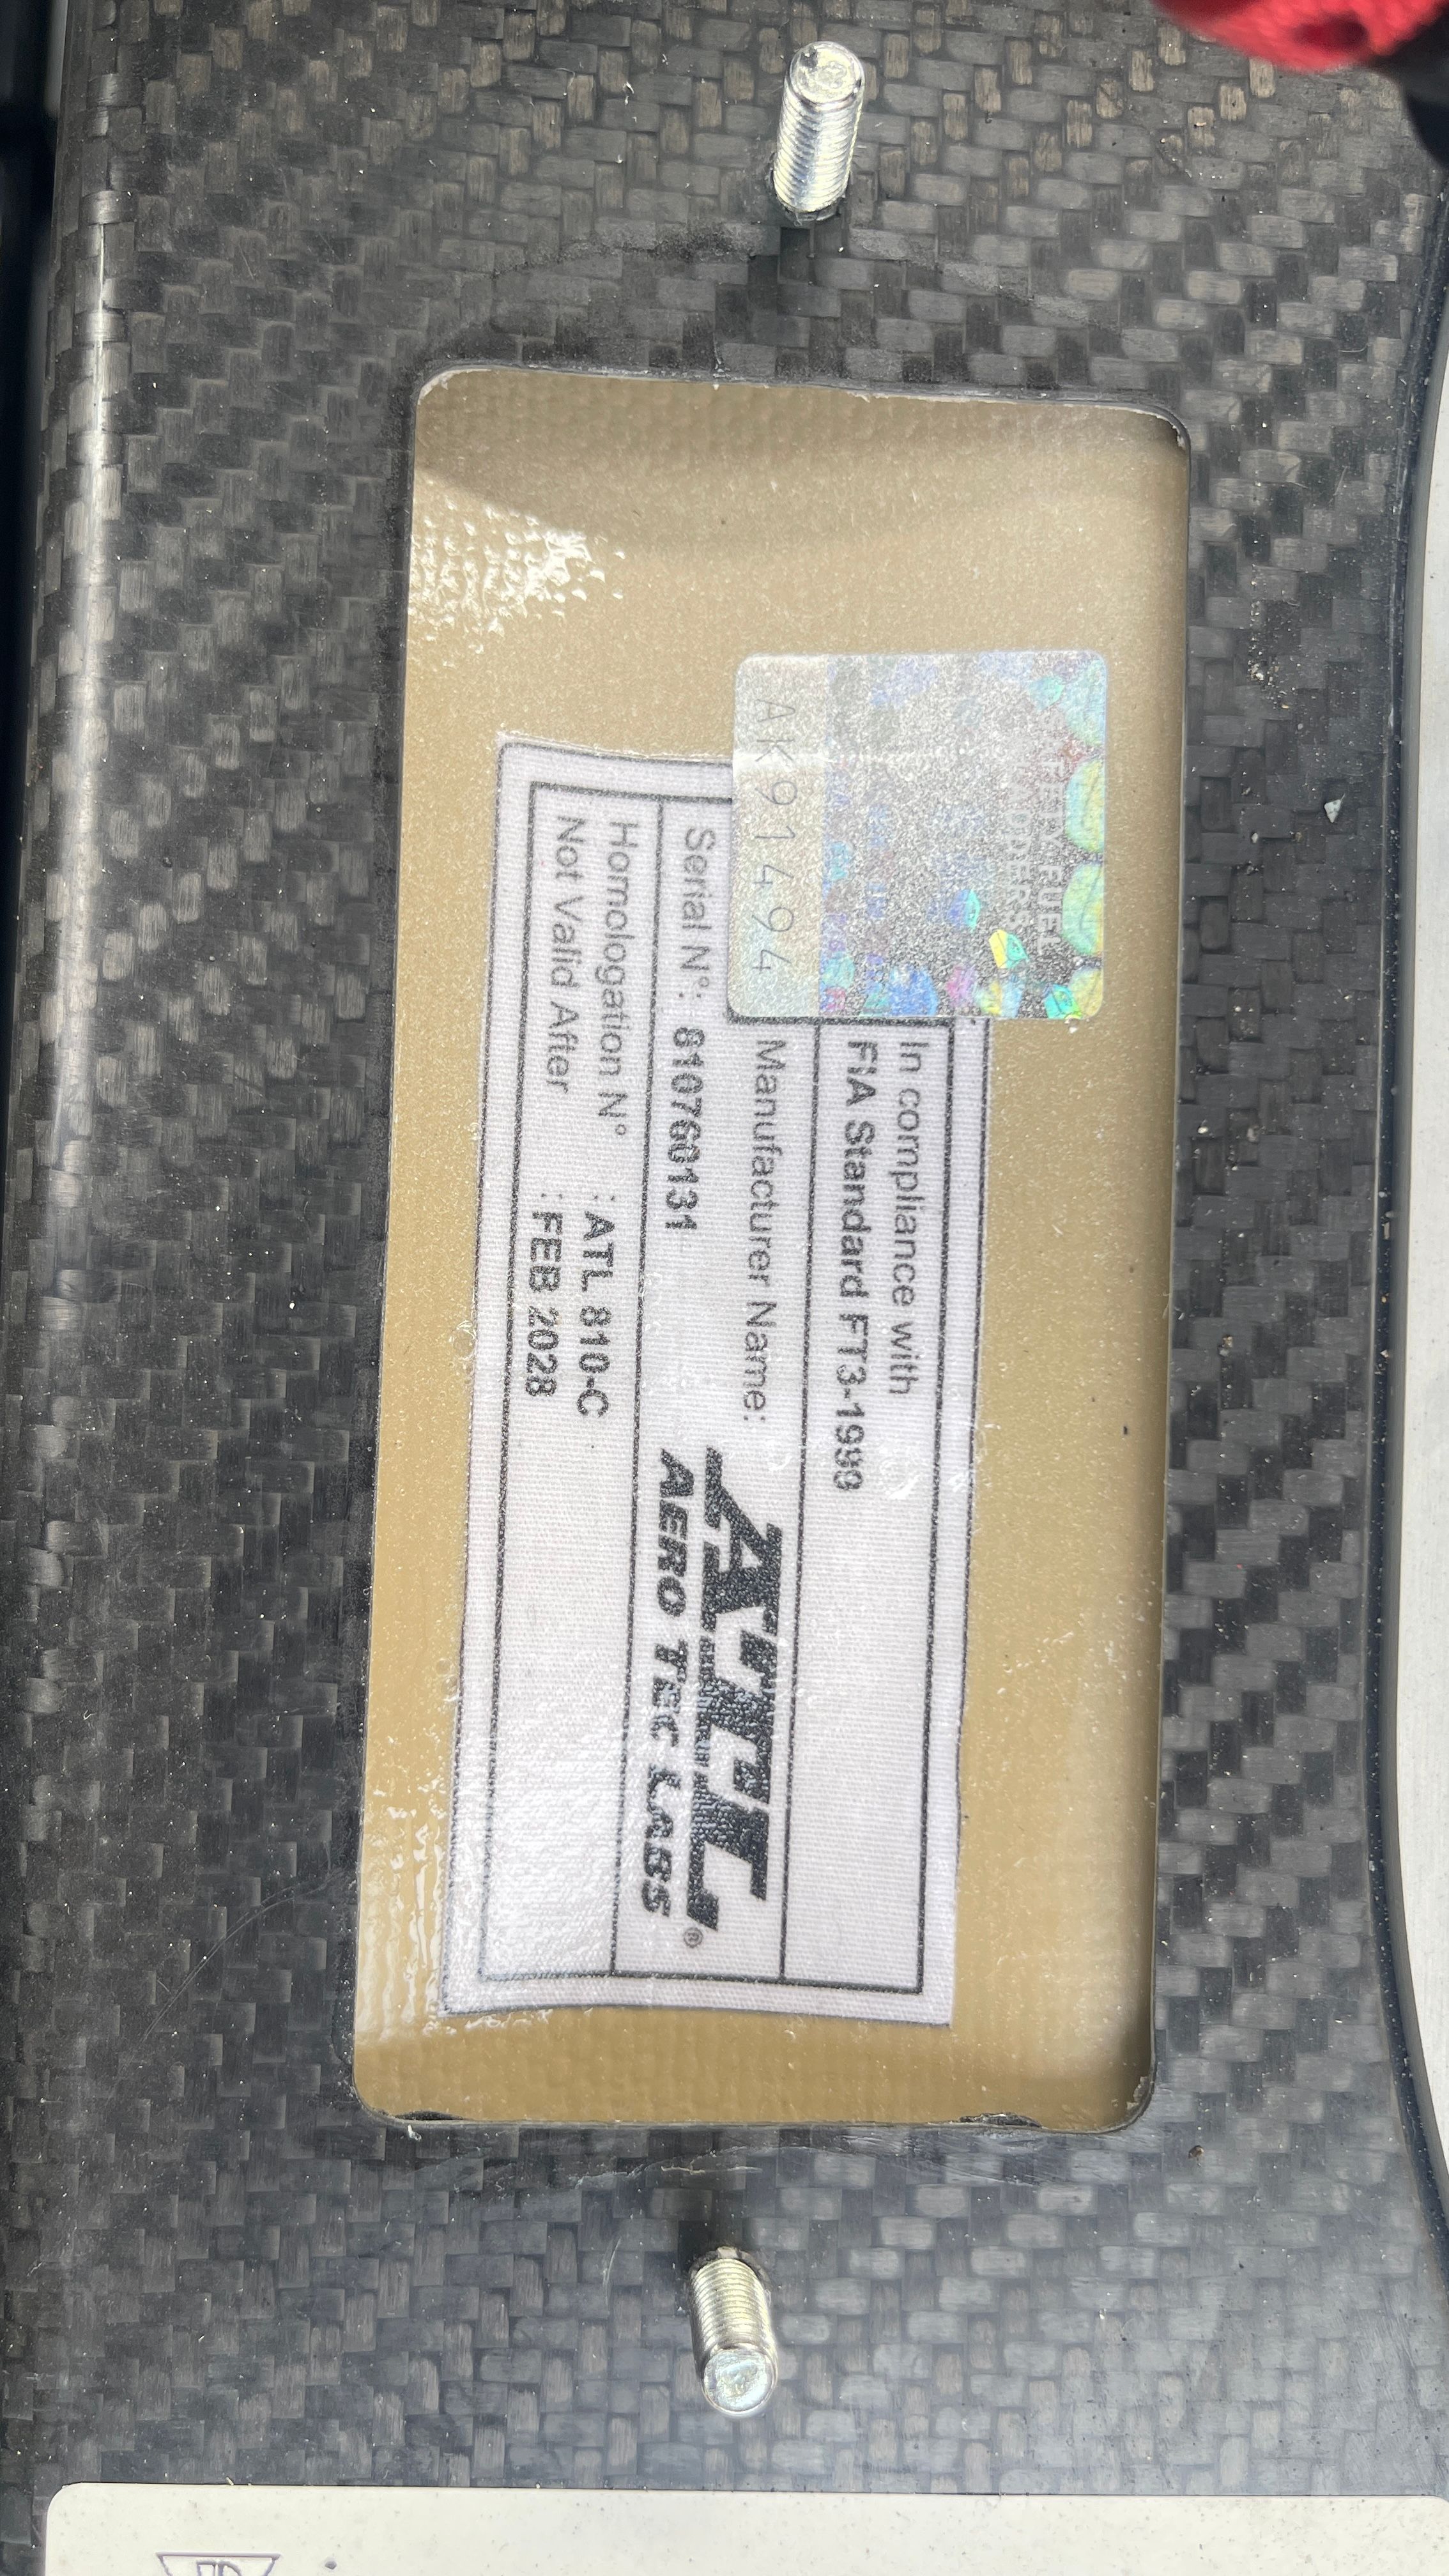 AK91494
In compliance with
FIA Standard FT3-1999
Manufacturer Name:
ATL®
AERO TEC LABS
Serial N°: 810760131
Homologation N° : ATL 810-C
Not Valid After : FEB 2028